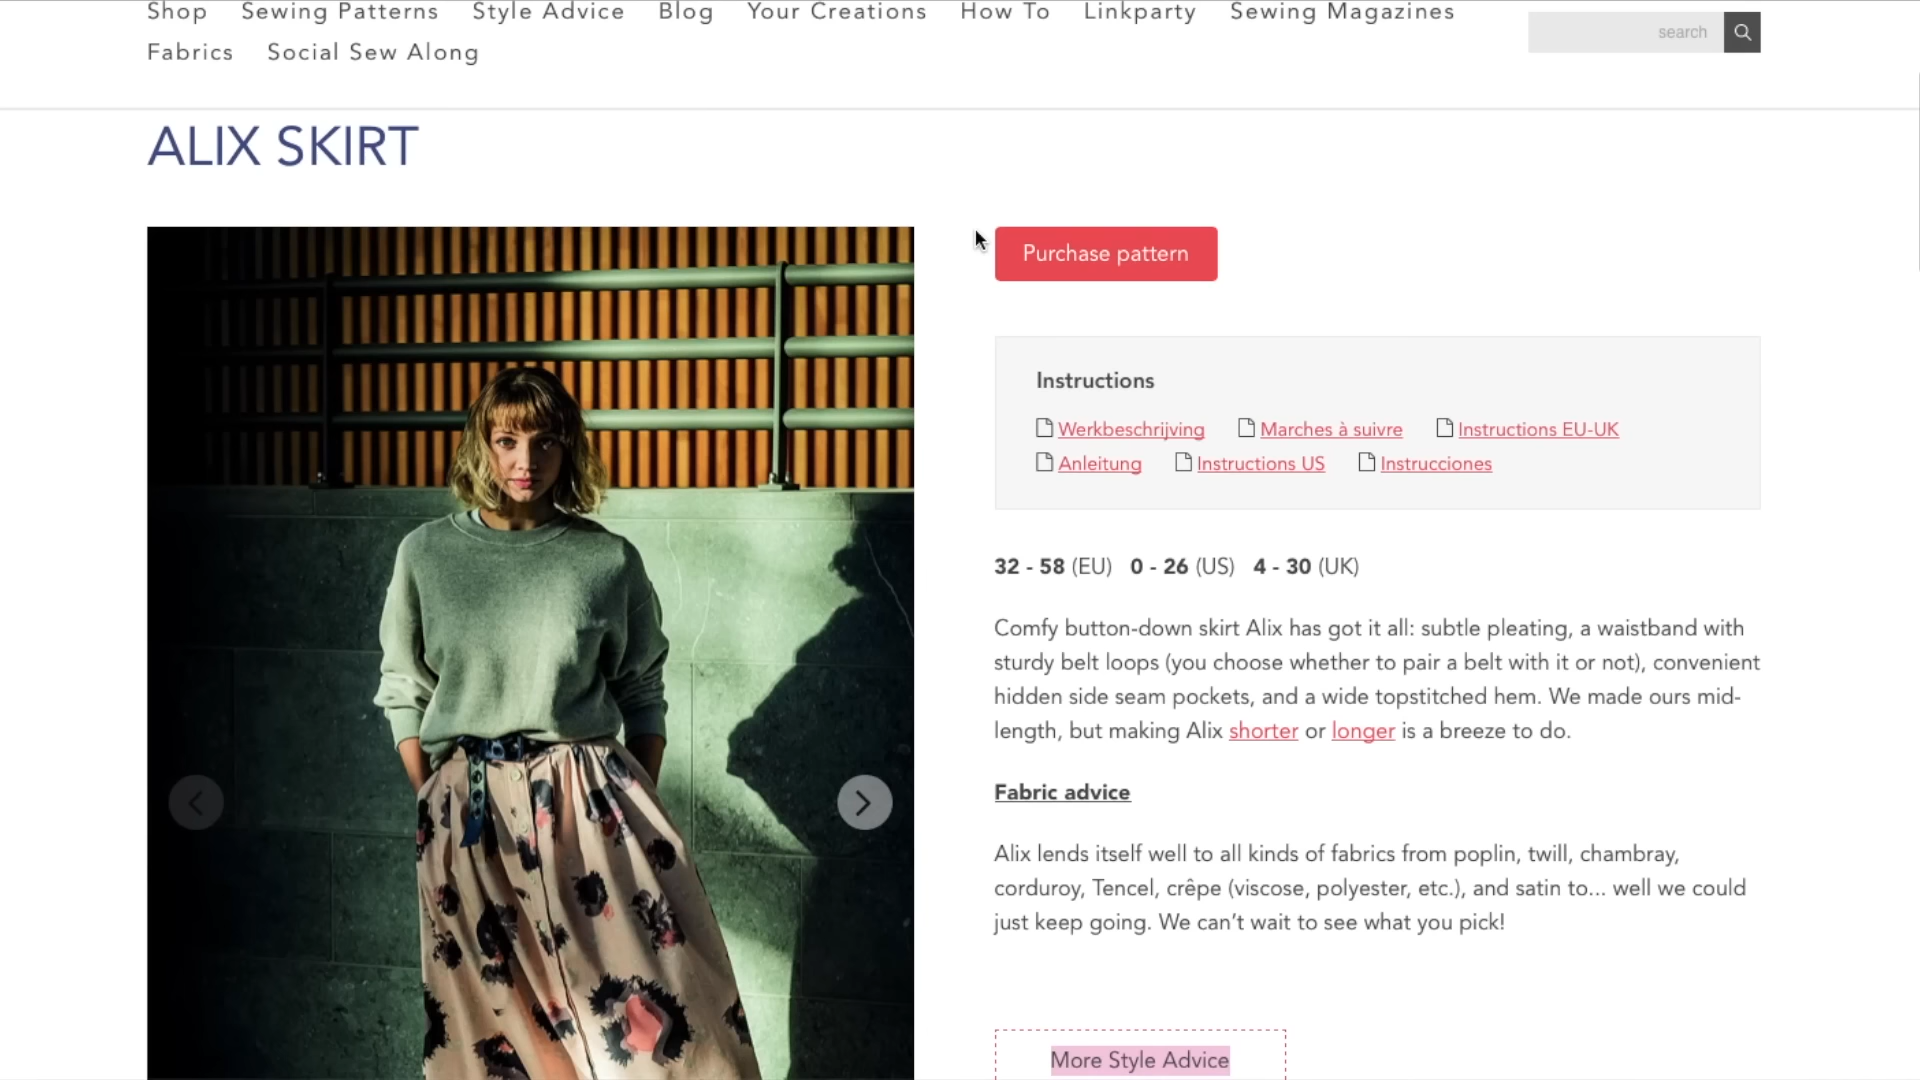 Shop Sewing Patterns Style Advice Blog Your Creations How To Linkparty Sewing Magazines
Fabrics Social Sew Along
search
ALIX SKIRT
Purchase pattern
Instructions
Werkbeschrijving Marches à suivre Instructions EU-UK
Anleitung Instructions US Instrucciones
32 - 58 (EU) 0 - 26 (US) 4 - 30 (UK)
Comfy button-down skirt Alix has got it all: subtle pleating, a waistband with
sturdy belt loops (you choose whether to pair a belt with it or not), convenient
hidden side seam pockets, and a wide topstitched hem. We made ours mid-
length, but making Alix shorter or longer is a breeze to do.
Fabric advice
Alix lends itself well to all kinds of fabrics from poplin, twill, chambray,
corduroy, Tencel, crêpe (viscose, polyester, etc.), and satin to... well we could
just keep going. We can’t wait to see what you pick!
More Style Advice